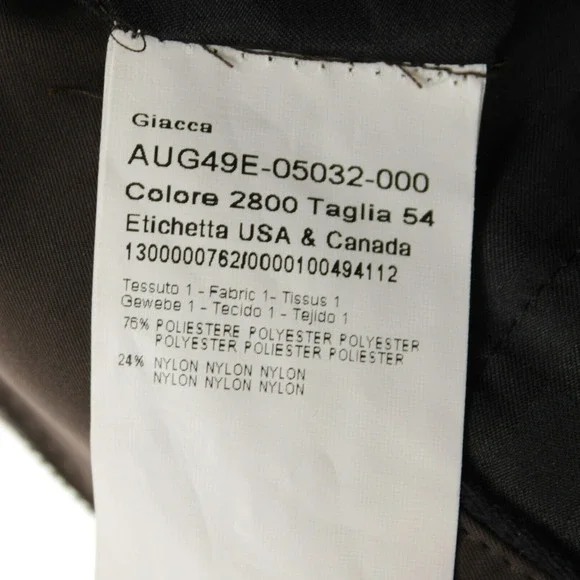 Giacca
AUG49E-05032-000
Colore 2800 Taglia 54
Etichetta USA & Canada
1300000762/0000100494112
Tessuto 1 - Fabric 1- Tissus 1
Gewebe 1 - Tecido 1 - Tejido 1
76% POLIESTERE POLYESTER POLYESTER
POLYESTER POLIESTER POLIESTER
24% NYLON NYLON NYLON
NYLON NYLON NYLON